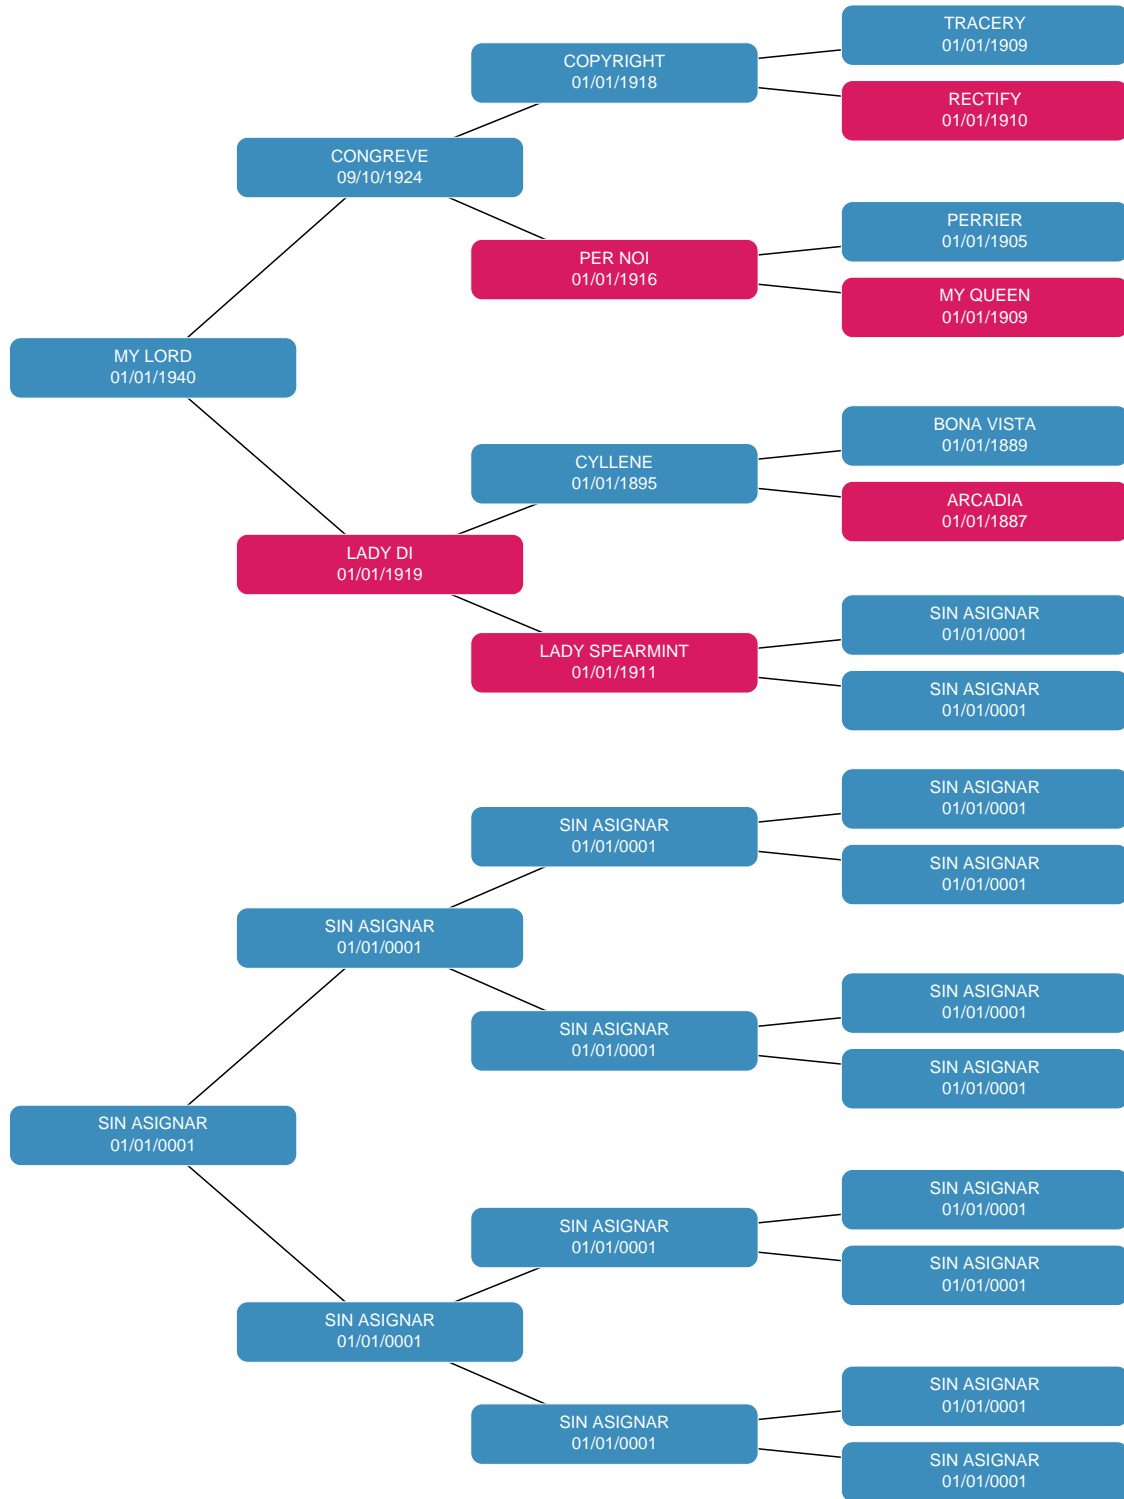 TRACERY
01/01/1909
COPYRIGHT
01/01/1918
RECTIFY
01/01/1910
CONGREVE
09/10/1924
PERRIER
01/01/1905
PER NOI
01/01/1916
MY QUEEN
01/01/1909
MY LORD
01/01/1940
BONA VISTA
01/01/1889
CYLLENE
01/01/1895
ARCADIA
01/01/1887
LADY DI
01/01/1919
SIN ASIGNAR
01/01/0001
LADY SPEARMINT
01/01/1911
SIN ASIGNAR
01/01/0001
SIN ASIGNAR
01/01/0001
SIN ASIGNAR
01/01/0001
SIN ASIGNAR
01/01/0001
SIN ASIGNAR
01/01/0001
SIN ASIGNAR
01/01/0001
SIN ASIGNAR
01/01/0001
SIN ASIGNAR
01/01/0001
SIN ASIGNAR
01/01/0001
SIN ASIGNAR
01/01/0001
SIN ASIGNAR
01/01/0001
SIN ASIGNAR
01/01/0001
SIN ASIGNAR
01/01/0001
SIN ASIGNAR
01/01/0001
SIN ASIGNAR
01/01/0001
SIN ASIGNAR
01/01/0001